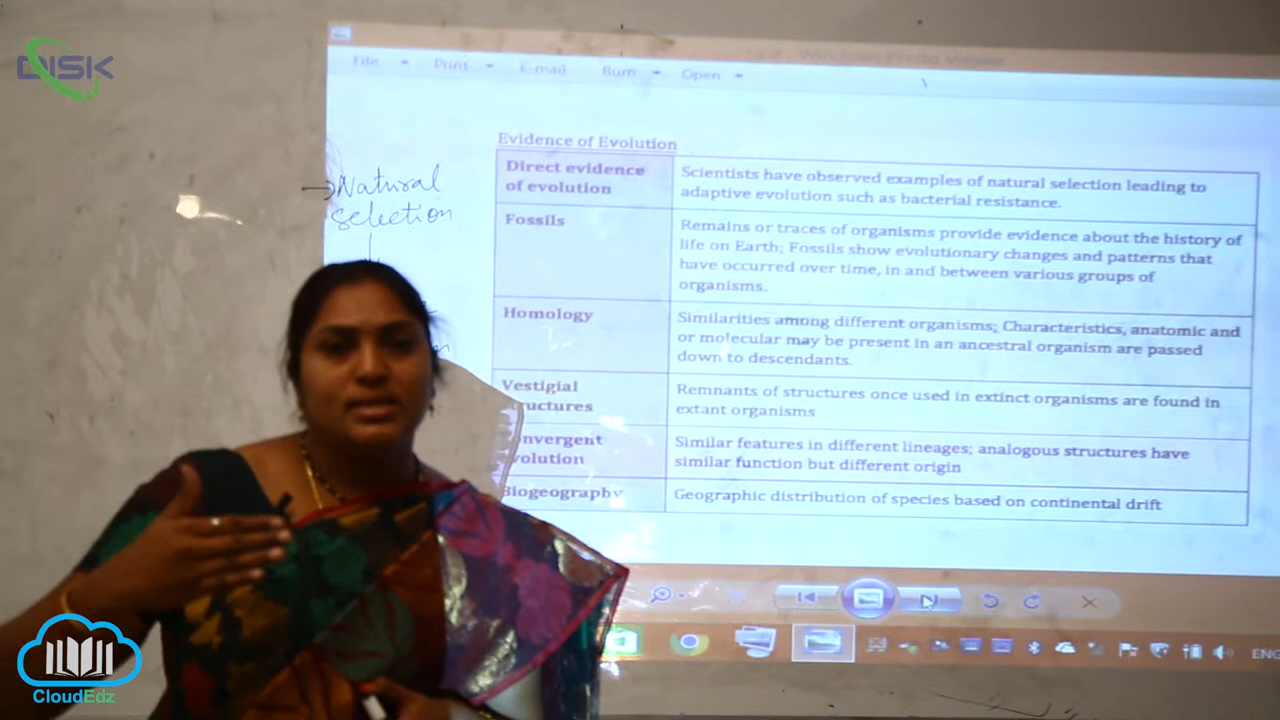 DISK
File Print E-mail Burn Open
Natural
selection
Evidence of Evolution
Direct evidence
of evolution
Scientists have observed examples of natural selection leading to
adaptive evolution such as bacterial resistance.
Fossils
Remains or traces of organisms provide evidence about the history of
life on Earth; Fossils show evolutionary changes and patterns that
have occurred over time, in and between various groups of
organisms.
Homology
Similarities among different organisms; Characteristics, anatomic and
or molecular may be present in an ancestral organism are passed
down to descendants.
Vestigial
ructures
Remnants of structures once used in extinct organisms are found in
extant organisms
nvergent
volution
Similar features in different lineages; analogous structures have
similar function but different origin
Biogeography
Geographic distribution of species based on continental drift
ENG
CloudEdz